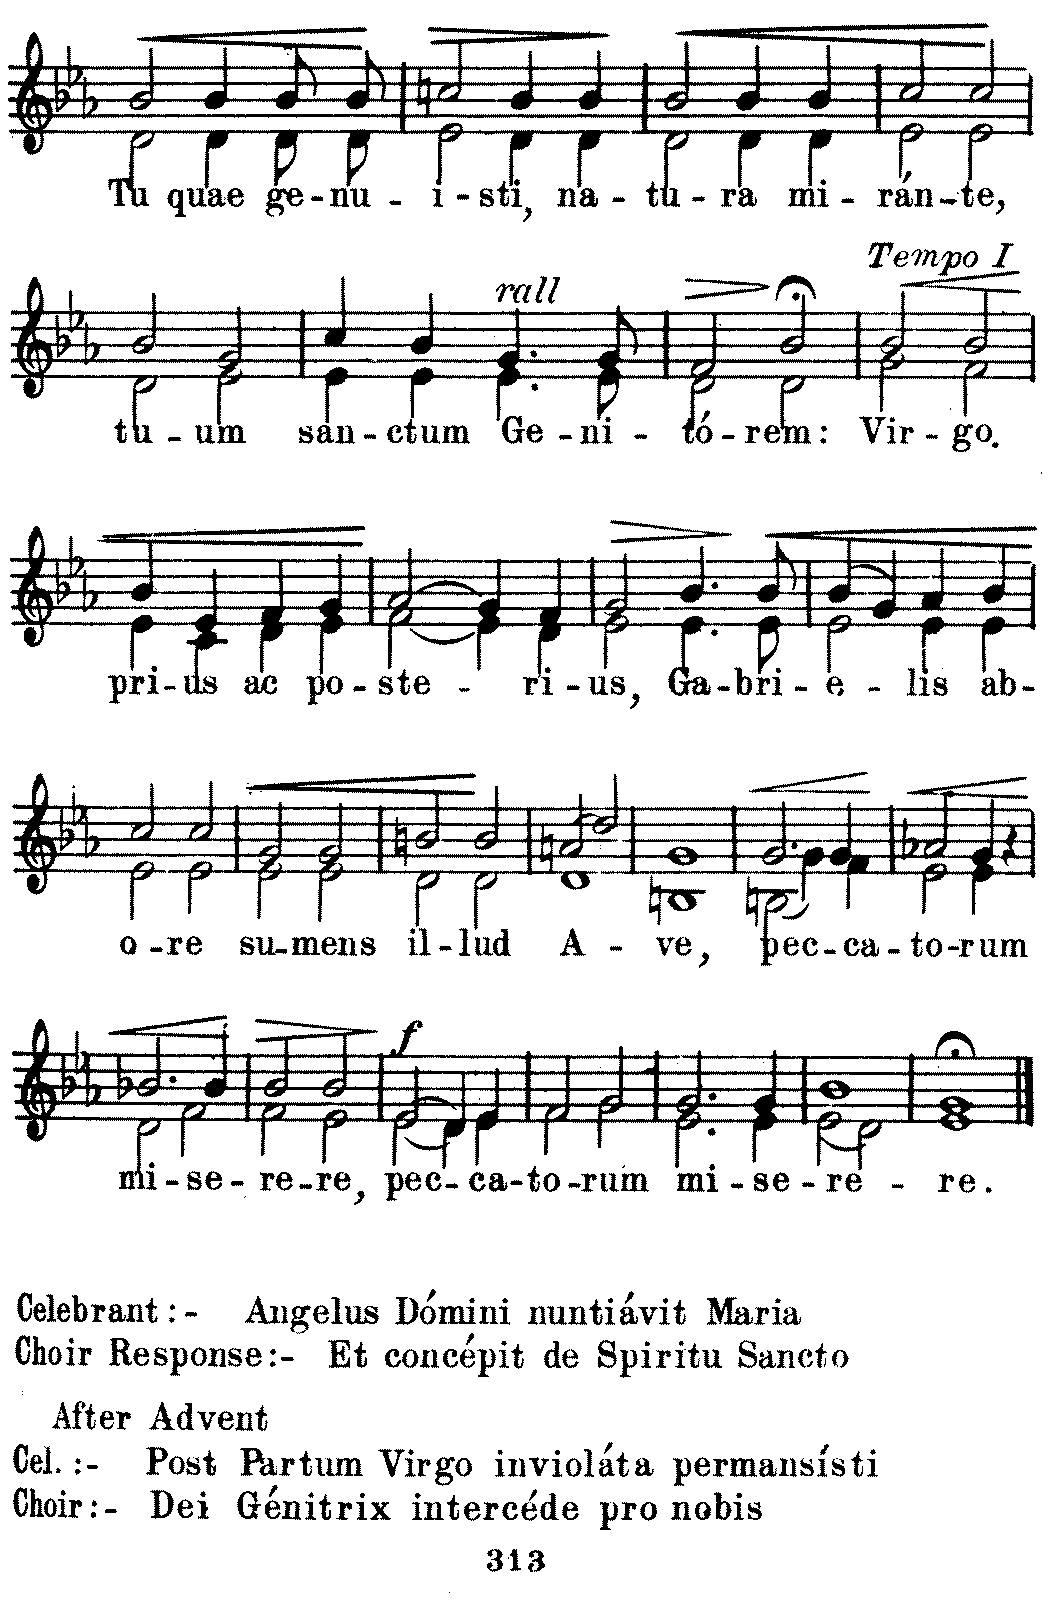 Tu quae ge-nu - i-sti, na-tu-ra mi-rán-te,
Tempo I
rall
tu-um san-ctum Ge-ni-tó-rem: Vir-go.
pri-us ac po-ste - ri-us, Ga-bri-e - lis ab-
o-re su-mens il-lud A - ve, pec-ca-to-rum
f
mi-se-re-re, pec-ca-to-rum mi-se-re - re.
Celebrant:- Angelus Dómini nuntiávit Maria
Choir Response:- Et concépit de Spiritu Sancto
After Advent
Cel.:- Post Partum Virgo invioláta permansísti
Choir:- Dei Génitrix intercéde pro nobis
313